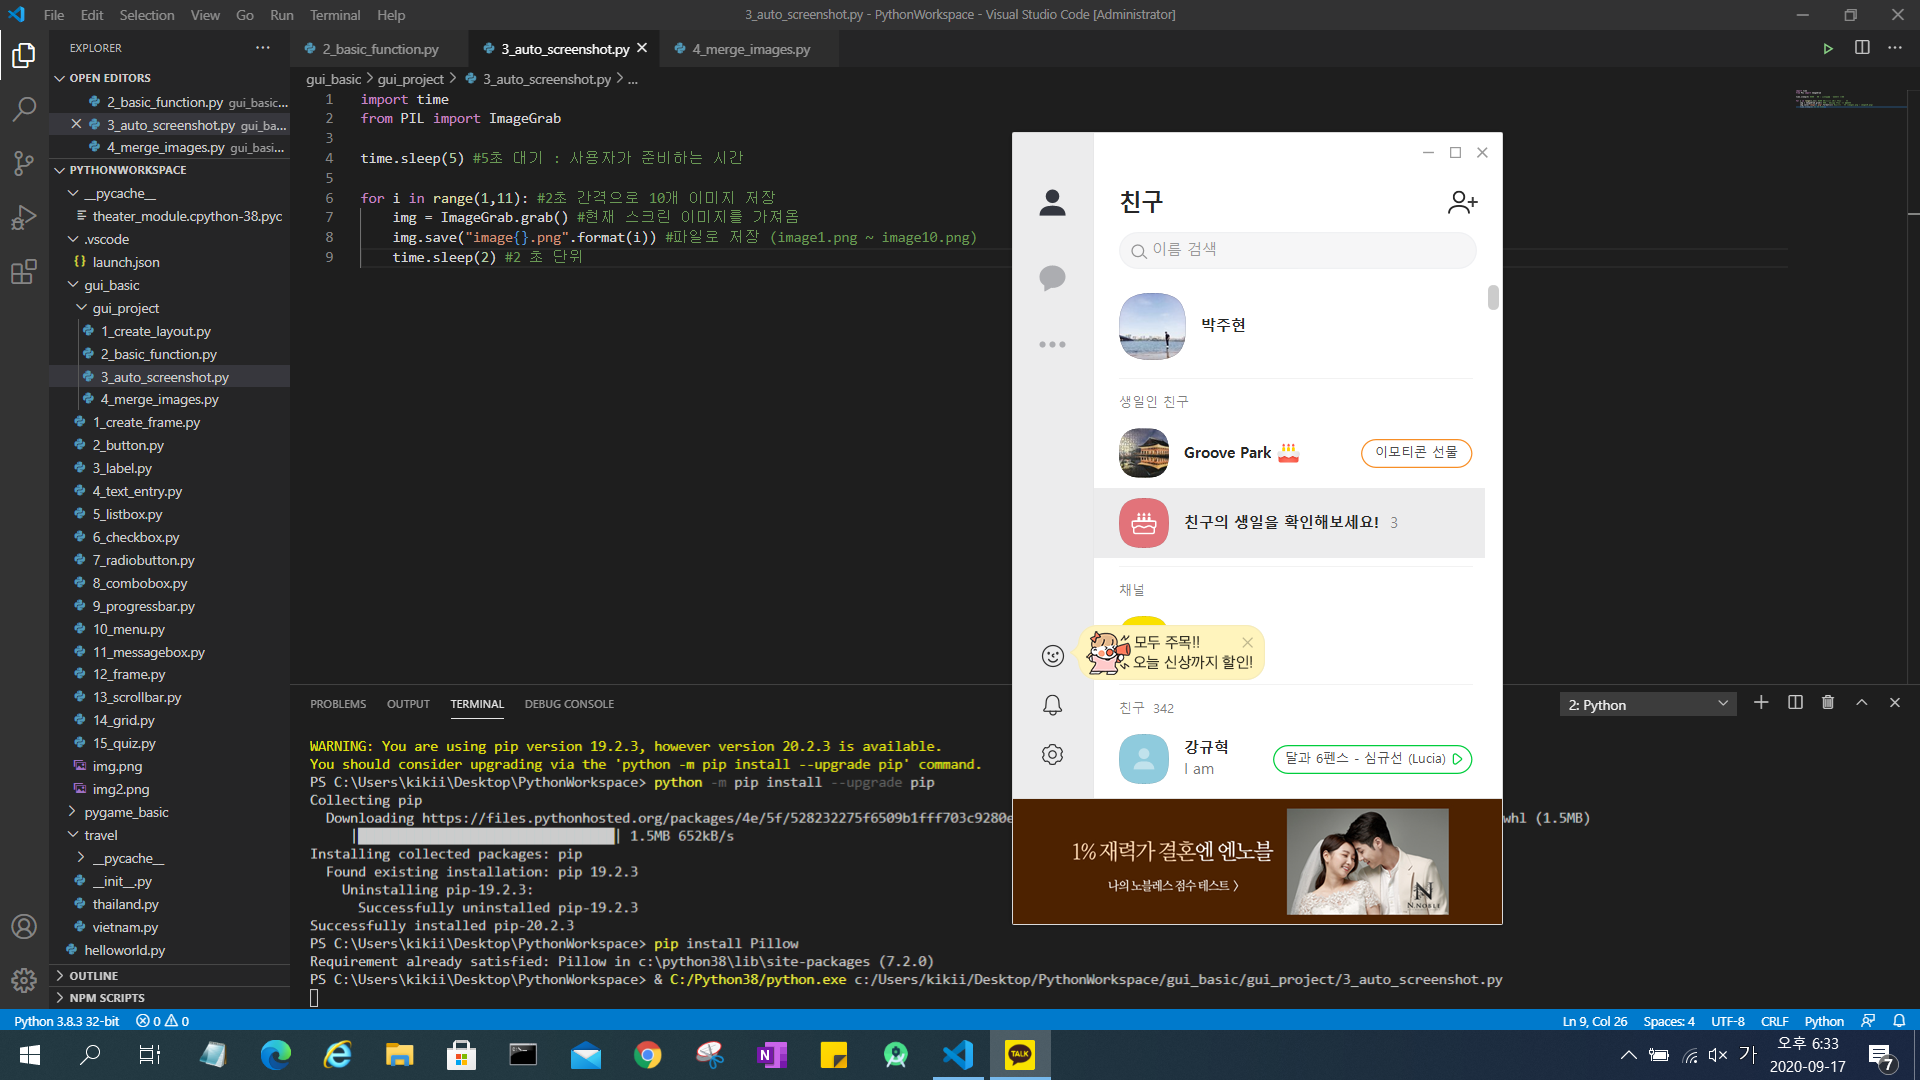 File Edit Selection View Go Run Terminal Help
3_auto_screenshot.py - PythonWorkspace - Visual Studio Code [Administrator]
EXPLORER
OPEN EDITORS
2_basic_function.py gui_basic...
3_auto_screenshot.py gui_ba...
4_merge_images.py gui_basi...
PYTHONWORKSPACE
__pycache__
theater_module.cpython-38.pyc
.vscode
launch.json
gui_basic
gui_project
1_create_layout.py
2_basic_function.py
3_auto_screenshot.py
4_merge_images.py
1_create_frame.py
2_button.py
3_label.py
4_text_entry.py
5_listbox.py
6_checkbox.py
7_radiobutton.py
8_combobox.py
9_progressbar.py
10_menu.py
11_messagebox.py
12_frame.py
13_scrollbar.py
14_grid.py
15_quiz.py
img.png
img2.png
pygame_basic
travel
__pycache__
__init__.py
thailand.py
vietnam.py
helloworld.py
OUTLINE
NPM SCRIPTS
2_basic_function.py 3_auto_screenshot.py 4_merge_images.py
gui_basic > gui_project > 3_auto_screenshot.py > ...
1 import time
2 from PIL import ImageGrab
3
4 time.sleep(5) #5초 대기 : 사용자가 준비하는 시간
5
6 for i in range(1,11): #2초 간격으로 10개 이미지 저장
7 img = ImageGrab.grab() #현재 스크린 이미지를 가져옴
8 img.save("image{}.png".format(i)) #파일로 저장 (image1.png ~ image10.png)
9 time.sleep(2) #2 초 단위
PROBLEMS OUTPUT TERMINAL DEBUG CONSOLE
2: Python
WARNING: You are using pip version 19.2.3, however version 20.2.3 is available.
You should consider upgrading via the 'python -m pip install --upgrade pip' command.
PS C:\Users\kikii\Desktop\PythonWorkspace> python -m pip install --upgrade pip
Collecting pip
Downloading https://files.pythonhosted.org/packages/4e/5f/528232275f6509b1fff703c9280e
whl (1.5MB)
1.5MB 652kB/s
Installing collected packages: pip
Found existing installation: pip 19.2.3
Uninstalling pip-19.2.3:
Successfully uninstalled pip-19.2.3
Successfully installed pip-20.2.3
PS C:\Users\kikii\Desktop\PythonWorkspace> pip install Pillow
Requirement already satisfied: Pillow in c:\python38\lib\site-packages (7.2.0)
PS C:\Users\kikii\Desktop\PythonWorkspace> & C:/Python38/python.exe c:/Users/kikii/Desktop/PythonWorkspace/gui_basic/gui_project/3_auto_screenshot.py
친구
이름 검색
박주현
생일인 친구
Groove Park
이모티콘 선물
친구의 생일을 확인해보세요! 3
채널
모두 주목!!
오늘 신상까지 할인!
친구 342
강규혁
I am
달과 6펜스 - 심규선 (Lucia)
1% 재력가 결혼엔 엔노블
나의 노블레스 점수 테스트 >
N
N.NOBLE
Python 3.8.3 32-bit 0 0
Ln 9, Col 26 Spaces: 4 UTF-8 CRLF Python
TALK
가
오후 6:33
2020-09-17
7